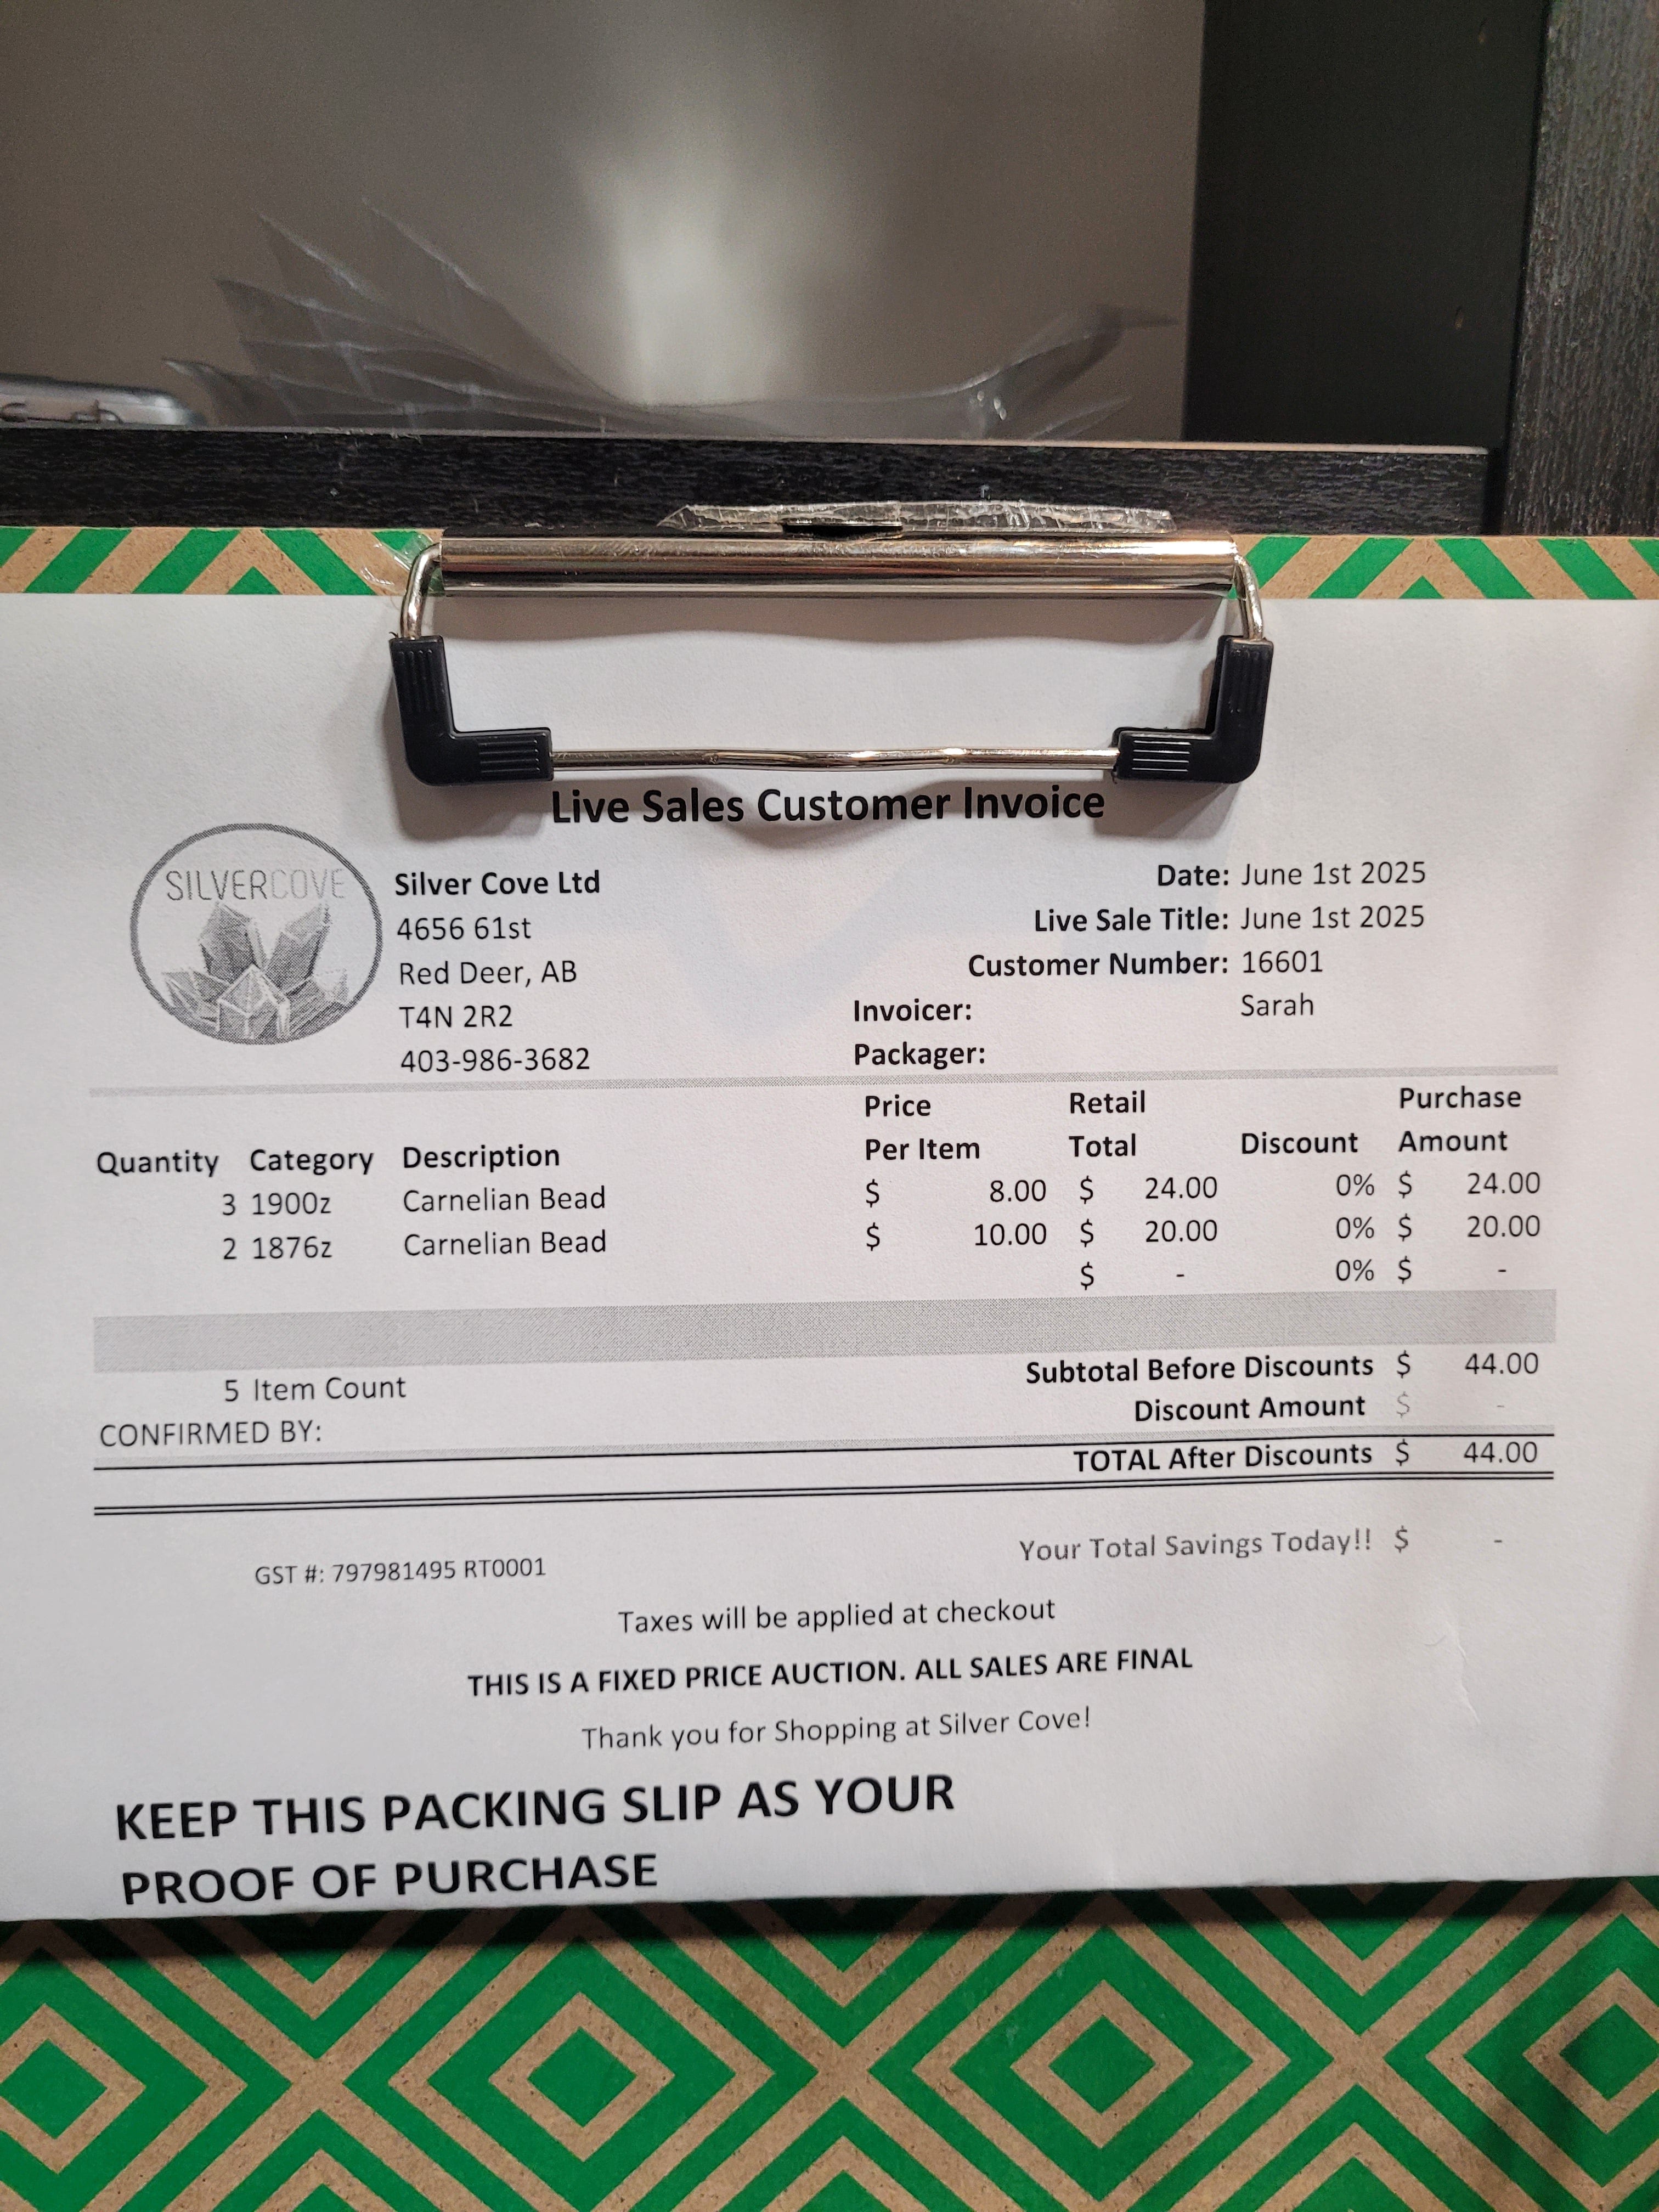 Live Sales Customer Invoice
SILVERCOVE
Silver Cove Ltd
4656 61st
Red Deer, AB
T4N 2R2
403-986-3682
Date: June 1st 2025
Live Sale Title: June 1st 2025
Customer Number: 16601
Invoicer: Sarah
Packager:
Quantity Category Description Price Per Item Retail Total Discount Purchase Amount
3 1900z Carnelian Bead $ 8.00 $ 24.00 0% $ 24.00
2 1876z Carnelian Bead $ 10.00 $ 20.00 0% $ 20.00
$ - 0% $ -
5 Item Count
CONFIRMED BY:
Subtotal Before Discounts $ 44.00
Discount Amount $ -
TOTAL After Discounts $ 44.00
Your Total Savings Today!! $ -
GST #: 797981495 RT0001
Taxes will be applied at checkout
THIS IS A FIXED PRICE AUCTION. ALL SALES ARE FINAL
Thank you for Shopping at Silver Cove!
KEEP THIS PACKING SLIP AS YOUR
PROOF OF PURCHASE